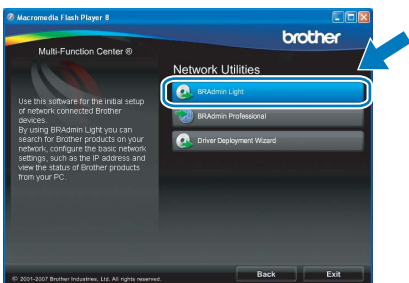 Macromedia Flash Player 8
brother
Multi-Function Center ®
Network Utilities
BRAdmin Light
Use this software for the initial setup
of network connected Brother
devices.
By using BRAdmin Light you can
search for Brother products on your
network, configure the basic network
settings, such as the IP address and
view the status of Brother products
from your PC.
BRAdmin Professional
Driver Deployment Wizard
© 2001-2007 Brother Industries, Ltd. All rights reserved.
Back
Exit